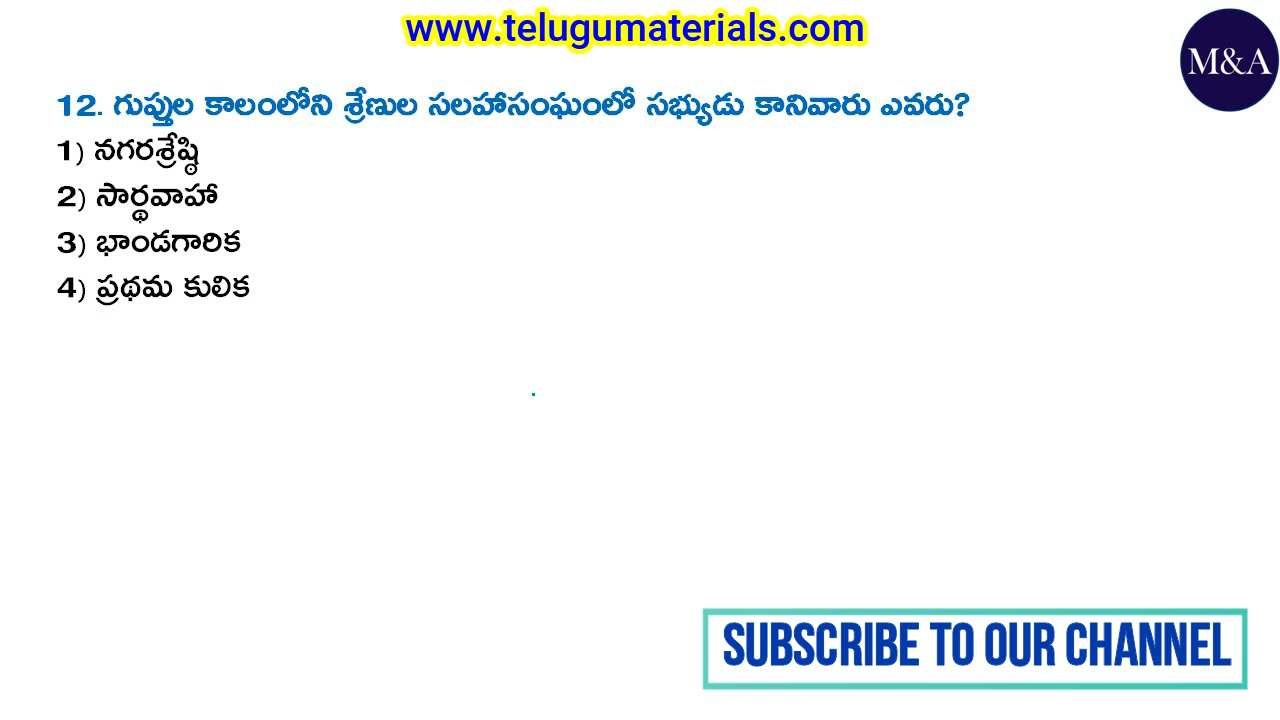 www.telugumaterials.com
M&A
12. గుప్తుల కాలంలోని శ్రేణుల సలహాసంఘంలో సభ్యుడు కానివారు ఎవరు?
1) నగరశ్రేష్ఠి
2) సార్థవాహా
3) భాండగారిక
4) ప్రథమ కులిక
SUBSCRIBE TO OUR CHANNEL